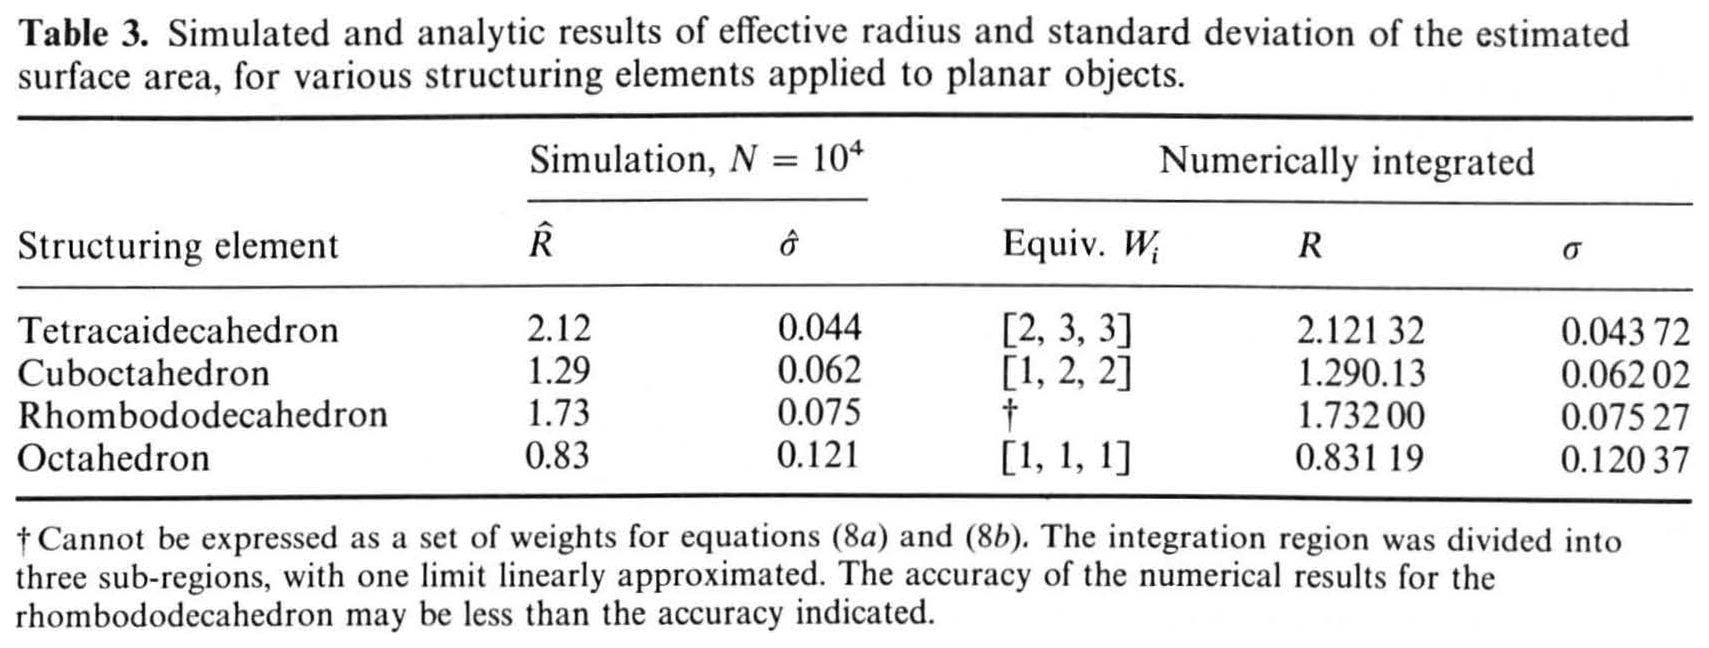 Table 3. Simulated and analytic results of effective radius and standard deviation of the estimated
surface area, for various structuring elements applied to planar objects.
Simulation, N = 10⁴ Numerically integrated
Structuring element R̂ σ̂ Equiv. Wᵢ R σ
Tetracaidecahedron 2.12 0.044 [2, 3, 3] 2.121 32 0.043 72
Cuboctahedron 1.29 0.062 [1, 2, 2] 1.290.13 0.062 02
Rhombododecahedron 1.73 0.075 † 1.732 00 0.075 27
Octahedron 0.83 0.121 [1, 1, 1] 0.831 19 0.120 37
† Cannot be expressed as a set of weights for equations (8a) and (8b). The integration region was divided into
three sub-regions, with one limit linearly approximated. The accuracy of the numerical results for the
rhombododecahedron may be less than the accuracy indicated.